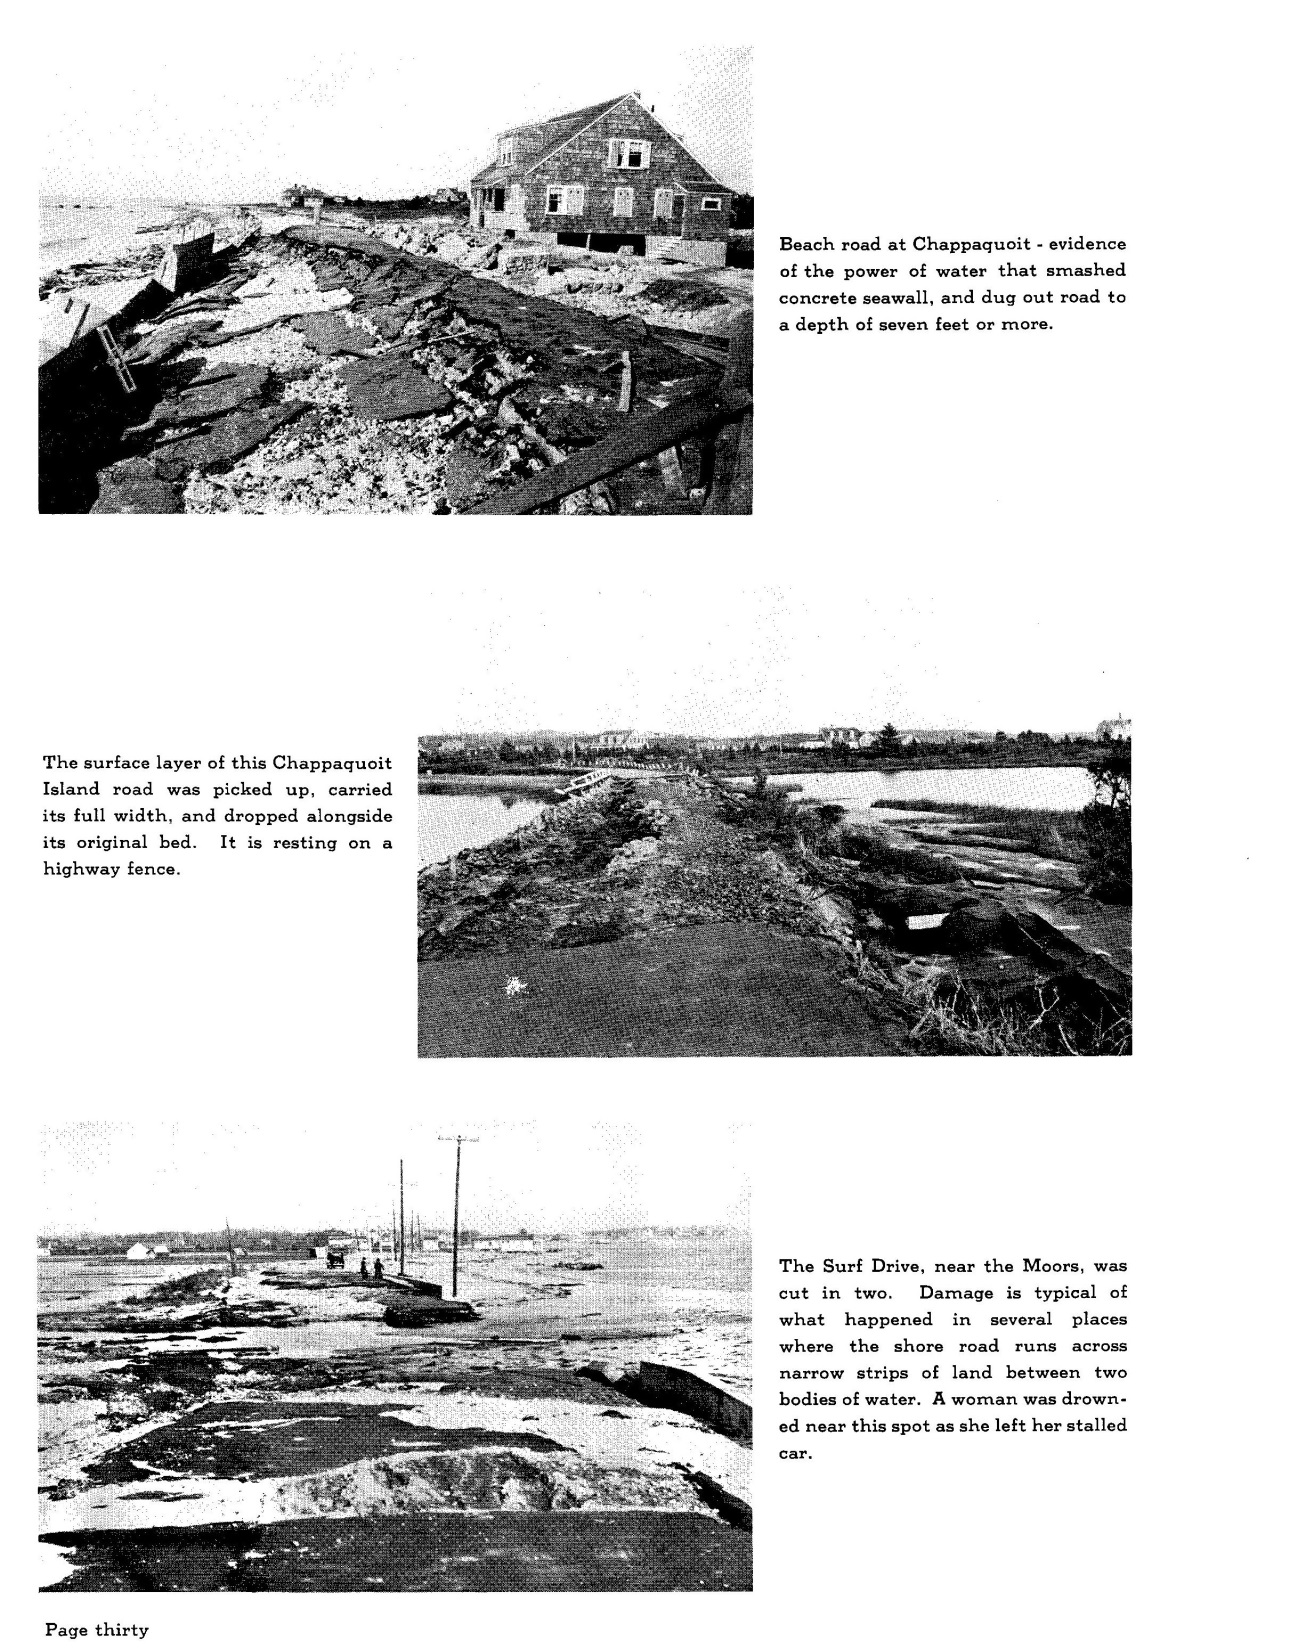 Beach road at Chappaquoit - evidence
of the power of water that smashed
concrete seawall, and dug out road to
a depth of seven feet or more.
The surface layer of this Chappaquoit
Island road was picked up, carried
its full width, and dropped alongside
its original bed. It is resting on a
highway fence.
The Surf Drive, near the Moors, was
cut in two. Damage is typical of
what happened in several places
where the shore road runs across
narrow strips of land between two
bodies of water. A woman was drown-
ed near this spot as she left her stalled
car.
Page thirty